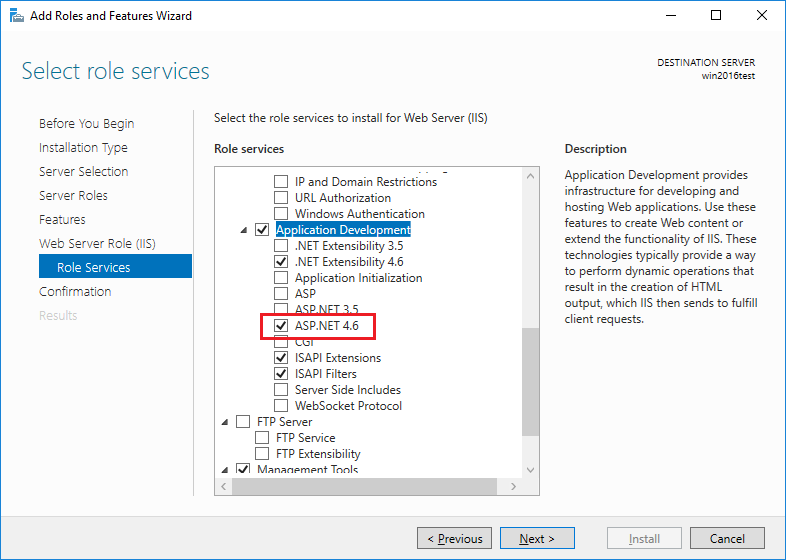 Add Roles and Features Wizard
Select role services
DESTINATION SERVER
win2016test
Before You Begin
Installation Type
Server Selection
Server Roles
Features
Web Server Role (IIS)
Role Services
Confirmation
Results
Select the role services to install for Web Server (IIS)
Role services
IP and Domain Restrictions
URL Authorization
Windows Authentication
Application Development
.NET Extensibility 3.5
.NET Extensibility 4.6
Application Initialization
ASP
ASP.NET 3.5
ASP.NET 4.6
CGI
ISAPI Extensions
ISAPI Filters
Server Side Includes
WebSocket Protocol
FTP Server
FTP Service
FTP Extensibility
Management Tools
Description
Application Development provides
infrastructure for developing and
hosting Web applications. Use these
features to create Web content or
extend the functionality of IIS. These
technologies typically provide a way
to perform dynamic operations that
result in the creation of HTML
output, which IIS then sends to fulfill
client requests.
< Previous
Next >
Install
Cancel